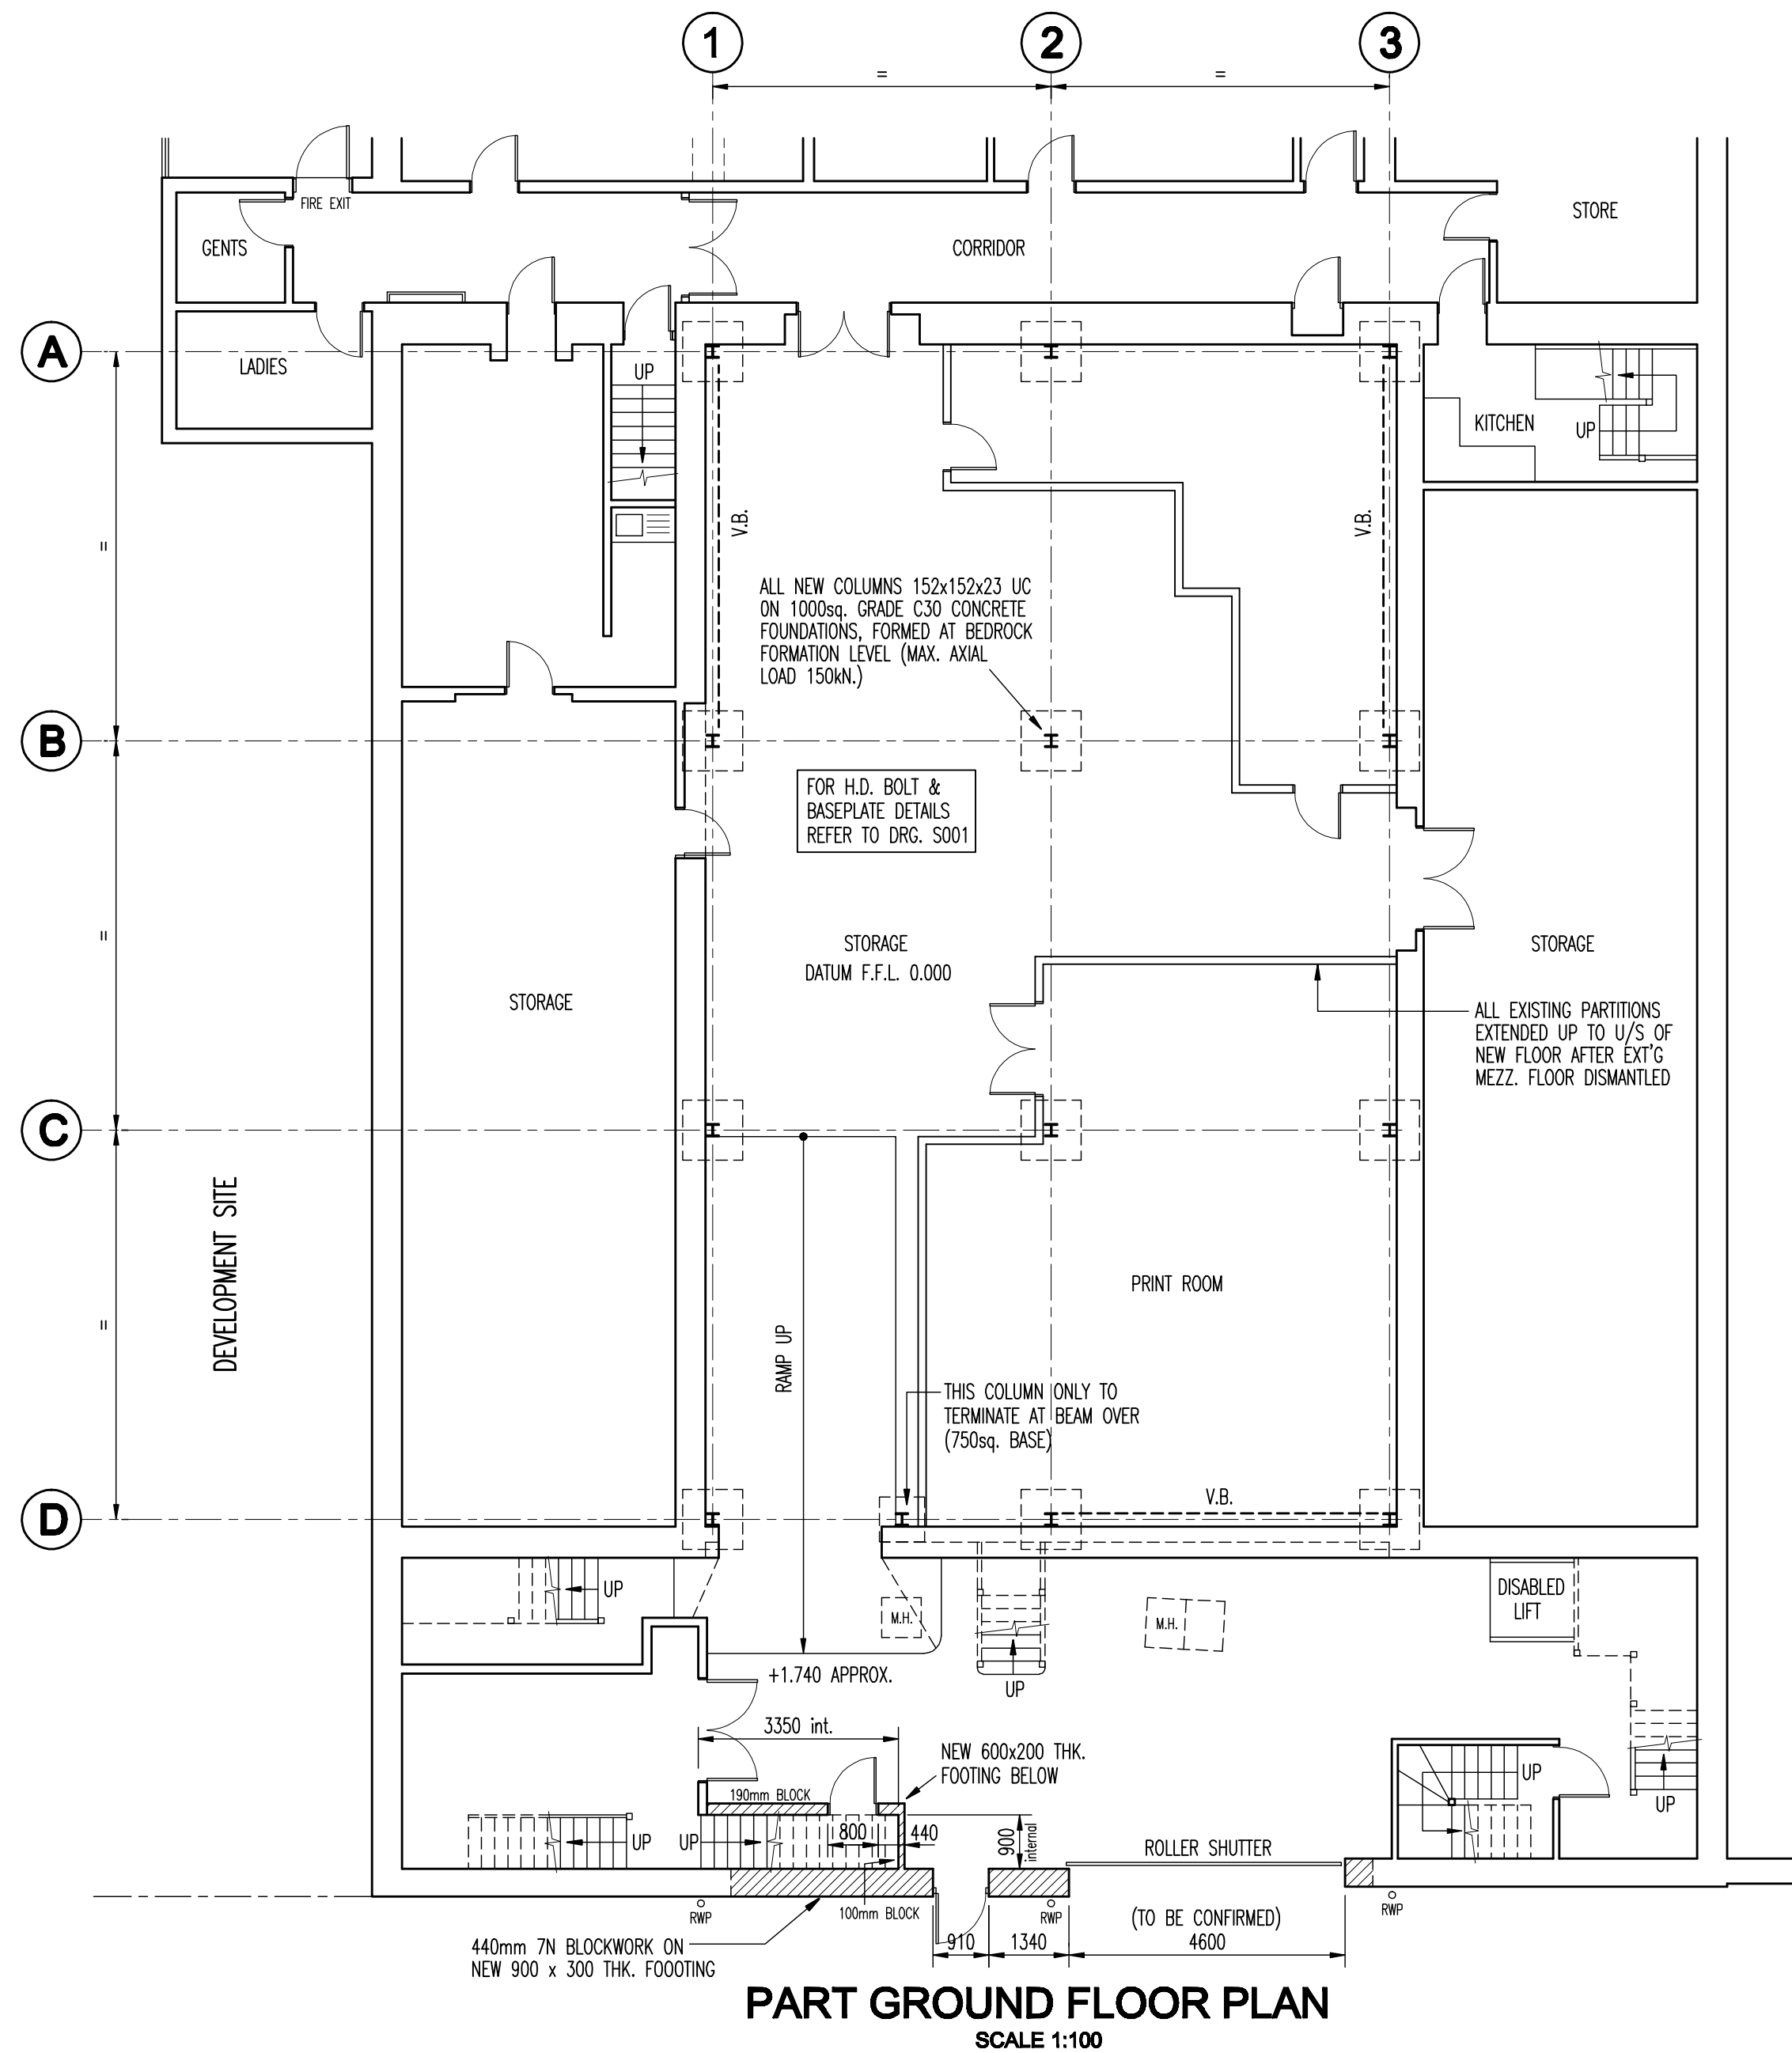 1
2
3
=
=
FIRE EXIT
STORE
GENTS
CORRIDOR
A
LADIES
UP
KITCHEN
UP
V.B.
V.B.
=
ALL NEW COLUMNS 152x152x23 UC
ON 1000sq. GRADE C30 CONCRETE
FOUNDATIONS, FORMED AT BEDROCK
FORMATION LEVEL (MAX. AXIAL
LOAD 150kN.)
B
FOR H.D. BOLT &
BASEPLATE DETAILS
REFER TO DRG. S001
=
STORAGE
DATUM F.F.L. 0.000
STORAGE
STORAGE
ALL EXISTING PARTITIONS
EXTENDED UP TO U/S OF
NEW FLOOR AFTER EXT'G
MEZZ. FLOOR DISMANTLED
C
DEVELOPMENT SITE
PRINT ROOM
=
RAMP UP
THIS COLUMN ONLY TO
TERMINATE AT BEAM OVER
(750sq. BASE)
V.B.
D
UP
DISABLED
LIFT
M.H.
M.H.
+1.740 APPROX.
UP
3350 int.
NEW 600x200 THK.
FOOTING BELOW
UP
190mm BLOCK
UP
UP
UP
800
440
900
internal
ROLLER SHUTTER
RWP
100mm BLOCK
RWP
(TO BE CONFIRMED)
RWP
440mm 7N BLOCKWORK ON
NEW 900 x 300 THK. FOOOTING
910
1340
4600
PART GROUND FLOOR PLAN
SCALE 1:100